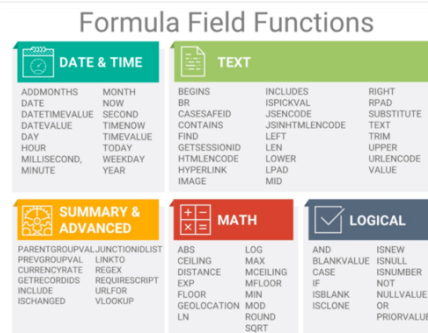 Formula Field Functions
DATE & TIME
ADDMONTHS MONTH
DATE NOW
DATETIMEVALUE SECOND
DATEVALUE TIMENOW
DAY TIMEVALUE
HOUR TODAY
MILLISECOND, WEEKDAY
MINUTE YEAR
TEXT
BEGINS INCLUDES RIGHT
BR ISPICKVAL RPAD
CASESAFEID JSENCODE SUBSTITUTE
CONTAINS JSINHTMLENCODE TEXT
FIND LEFT TRIM
GETSESSIONID LEN UPPER
HTMLENCODE LOWER URLENCODE
HYPERLINK LPAD VALUE
IMAGE MID
SUMMARY &
ADVANCED
PARENTGROUPVAL JUNCTIONIDLIST
PREVGROUPVAL LINKTO
CURRENCYRATE REGEX
GETRECORDIDS REQUIRESCRIPT
INCLUDE URLFOR
ISCHANGED VLOOKUP
MATH
ABS LOG
CEILING MAX
DISTANCE MCEILING
EXP MFLOOR
FLOOR MIN
GEOLOCATION MOD
LN ROUND
SQRT
LOGICAL
AND ISNEW
BLANKVALUE ISNULL
CASE ISNUMBER
IF NOT
ISBLANK NULLVALUE
ISCLONE OR
PRIORVALUE